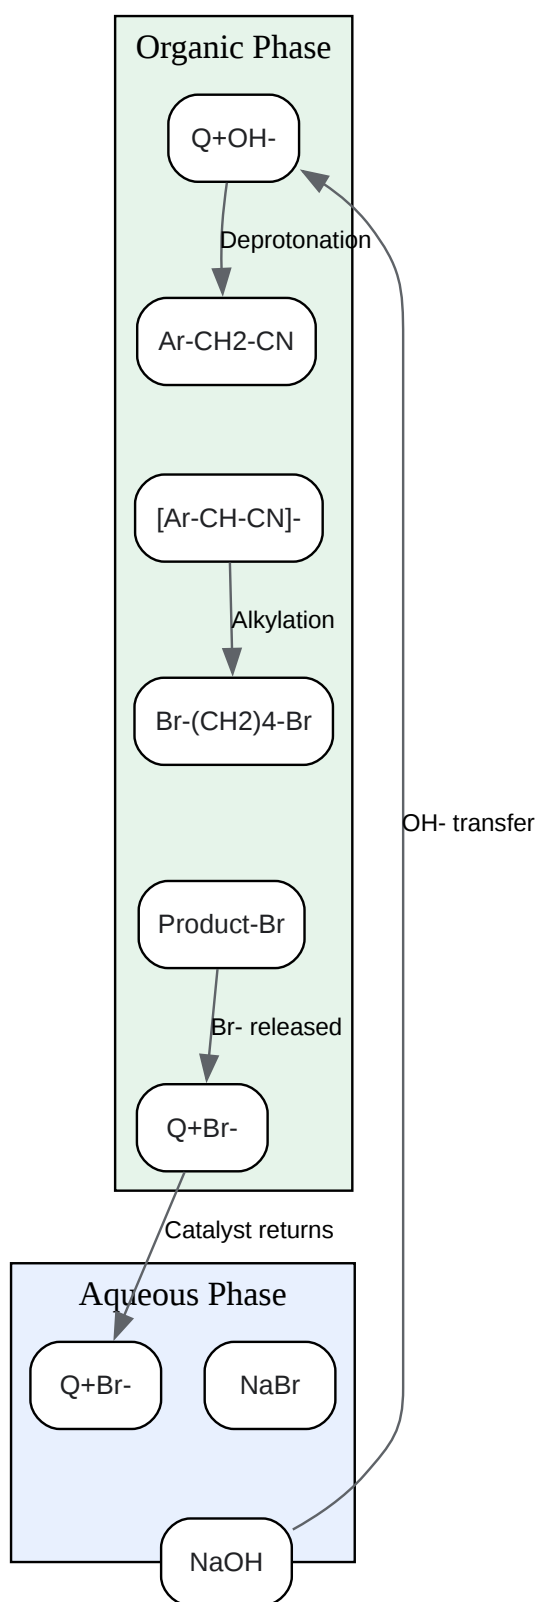 Organic Phase
Q+OH-
Deprotonation
Ar-CH2-CN
[Ar-CH-CN]-
Alkylation
Br-(CH2)4-Br
OH- transfer
Product-Br
Br- released
Q+Br-
Catalyst returns
Aqueous Phase
Q+Br-
NaBr
NaOH